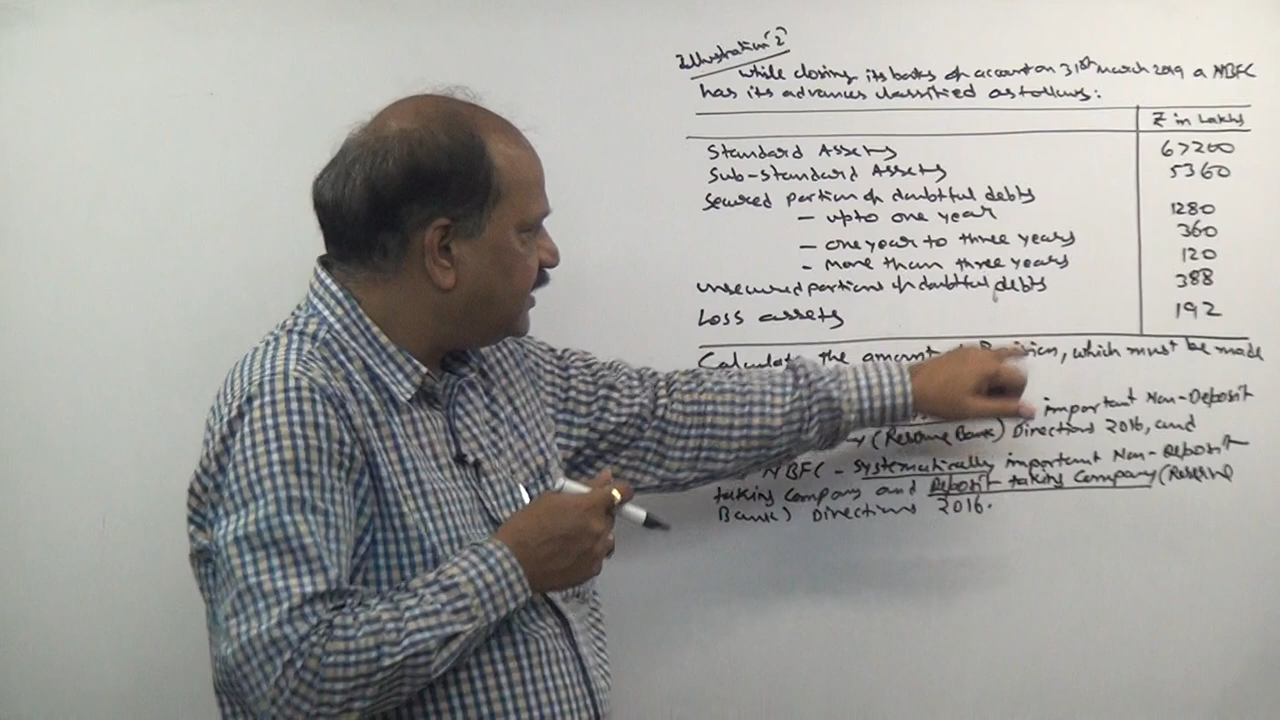 Illustration '2'
While closing its books of account on 31st March 2019 a NBFC
has its advances classified as follows:
₹ in Lakhs
Standard Assets 67200
Sub-Standard Assets 5360
Secured portion of doubtful debts
- upto one year 1280
- one year to three years 360
- more than three years 120
unsecured portions of doubtful debts 388
Loss assets 192
Calculate the amount Provision, which must be made
important Non-Deposit
(Reserve Bank) Directions 2016, and
NBFC - Systematically important Non-Deposit
taking Company and Deposit taking Company (Reserve
Bank) Directions 2016.